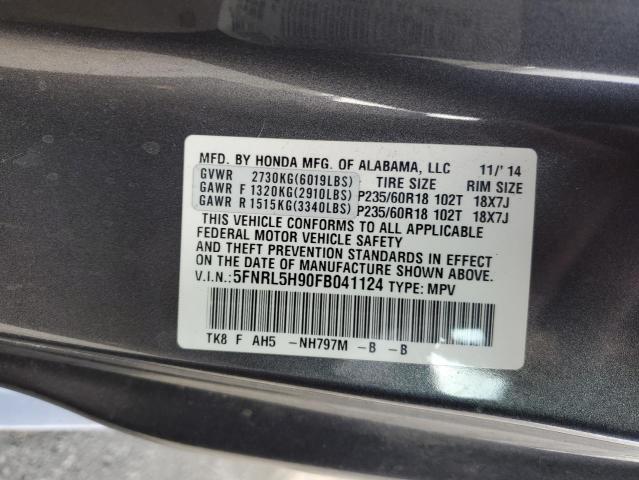 MFD. BY HONDA MFG. OF ALABAMA, LLC 11/'14
GVWR 2730KG(6019LBS) TIRE SIZE RIM SIZE
GAWR F 1320KG(2910LBS) P235/60R18 102T 18X7J
GAWR R 1515KG(3340LBS) P235/60R18 102T 18X7J
THIS VEHICLE CONFORMS TO ALL APPLICABLE
FEDERAL MOTOR VEHICLE SAFETY
AND THEFT PREVENTION STANDARDS IN EFFECT
ON THE DATE OF MANUFACTURE SHOWN ABOVE.
V.I.N.:5FNRL5H90FB041124 TYPE: MPV
TK8 F AH5 -NH797M -B -B